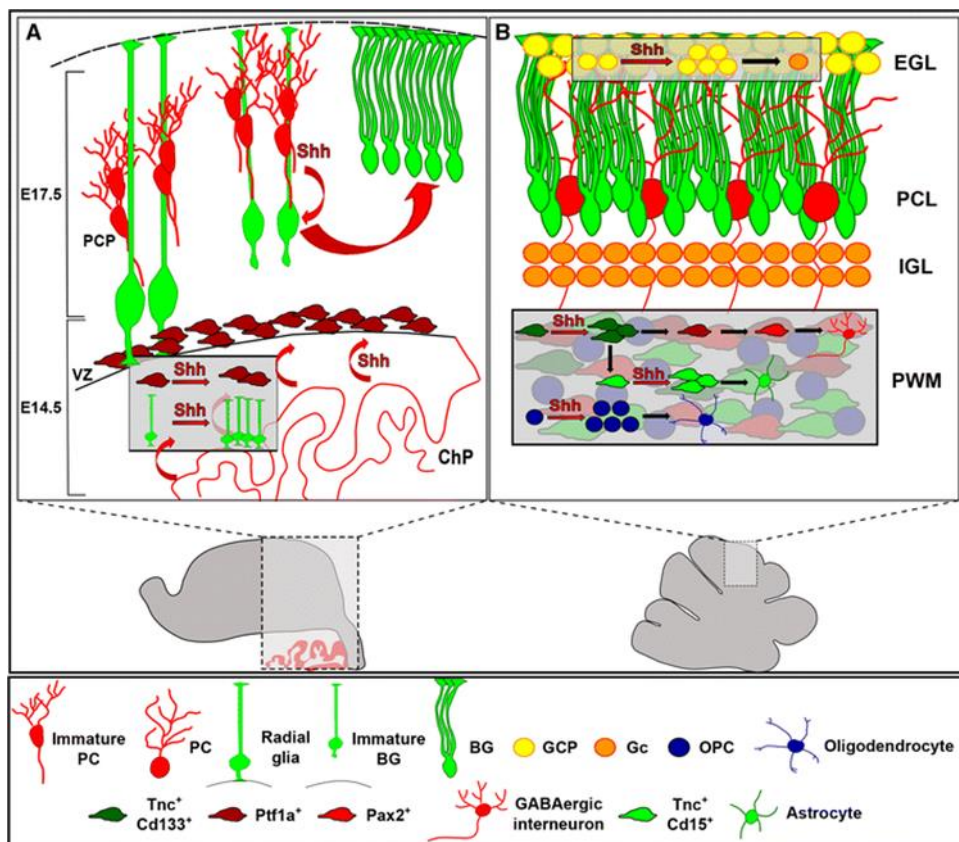 A
Shh
E17.5
PCP
VZ
Shh
Shh
Shh
E14.5
ChP
B
Shh
EGL
PCL
IGL
Shh
Shh
PWM
Shh
Immature
PC
PC
Radial
glia
Immature
BG
BG
GCP
Gc
OPC
Oligodendrocyte
Tnc+
Cd133+
Ptf1a+
Pax2+
GABAergic
interneuron
Tnc+
Cd15+
Astrocyte